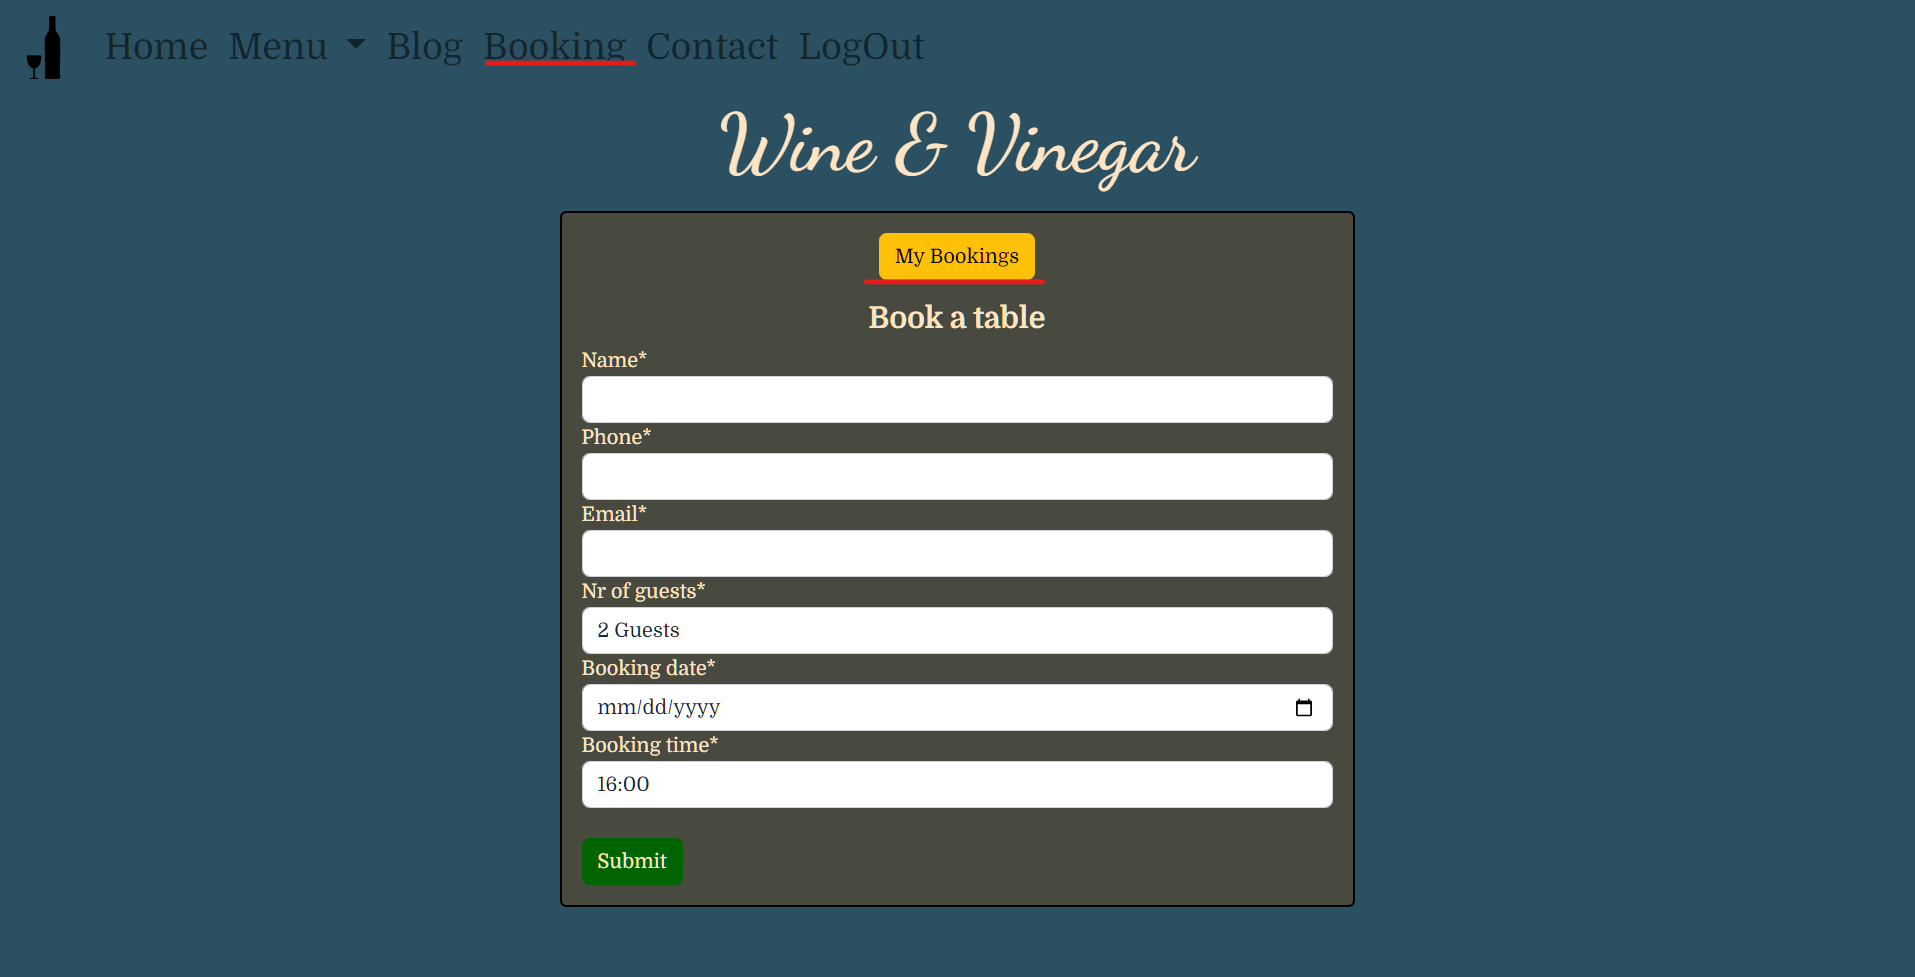 Home Menu Blog Booking Contact LogOut
Wine & Vinegar
My Bookings
Book a table
Name*
Phone*
Email*
Nr of guests*
2 Guests
Booking date*
mm/dd/yyyy
Booking time*
16:00
Submit